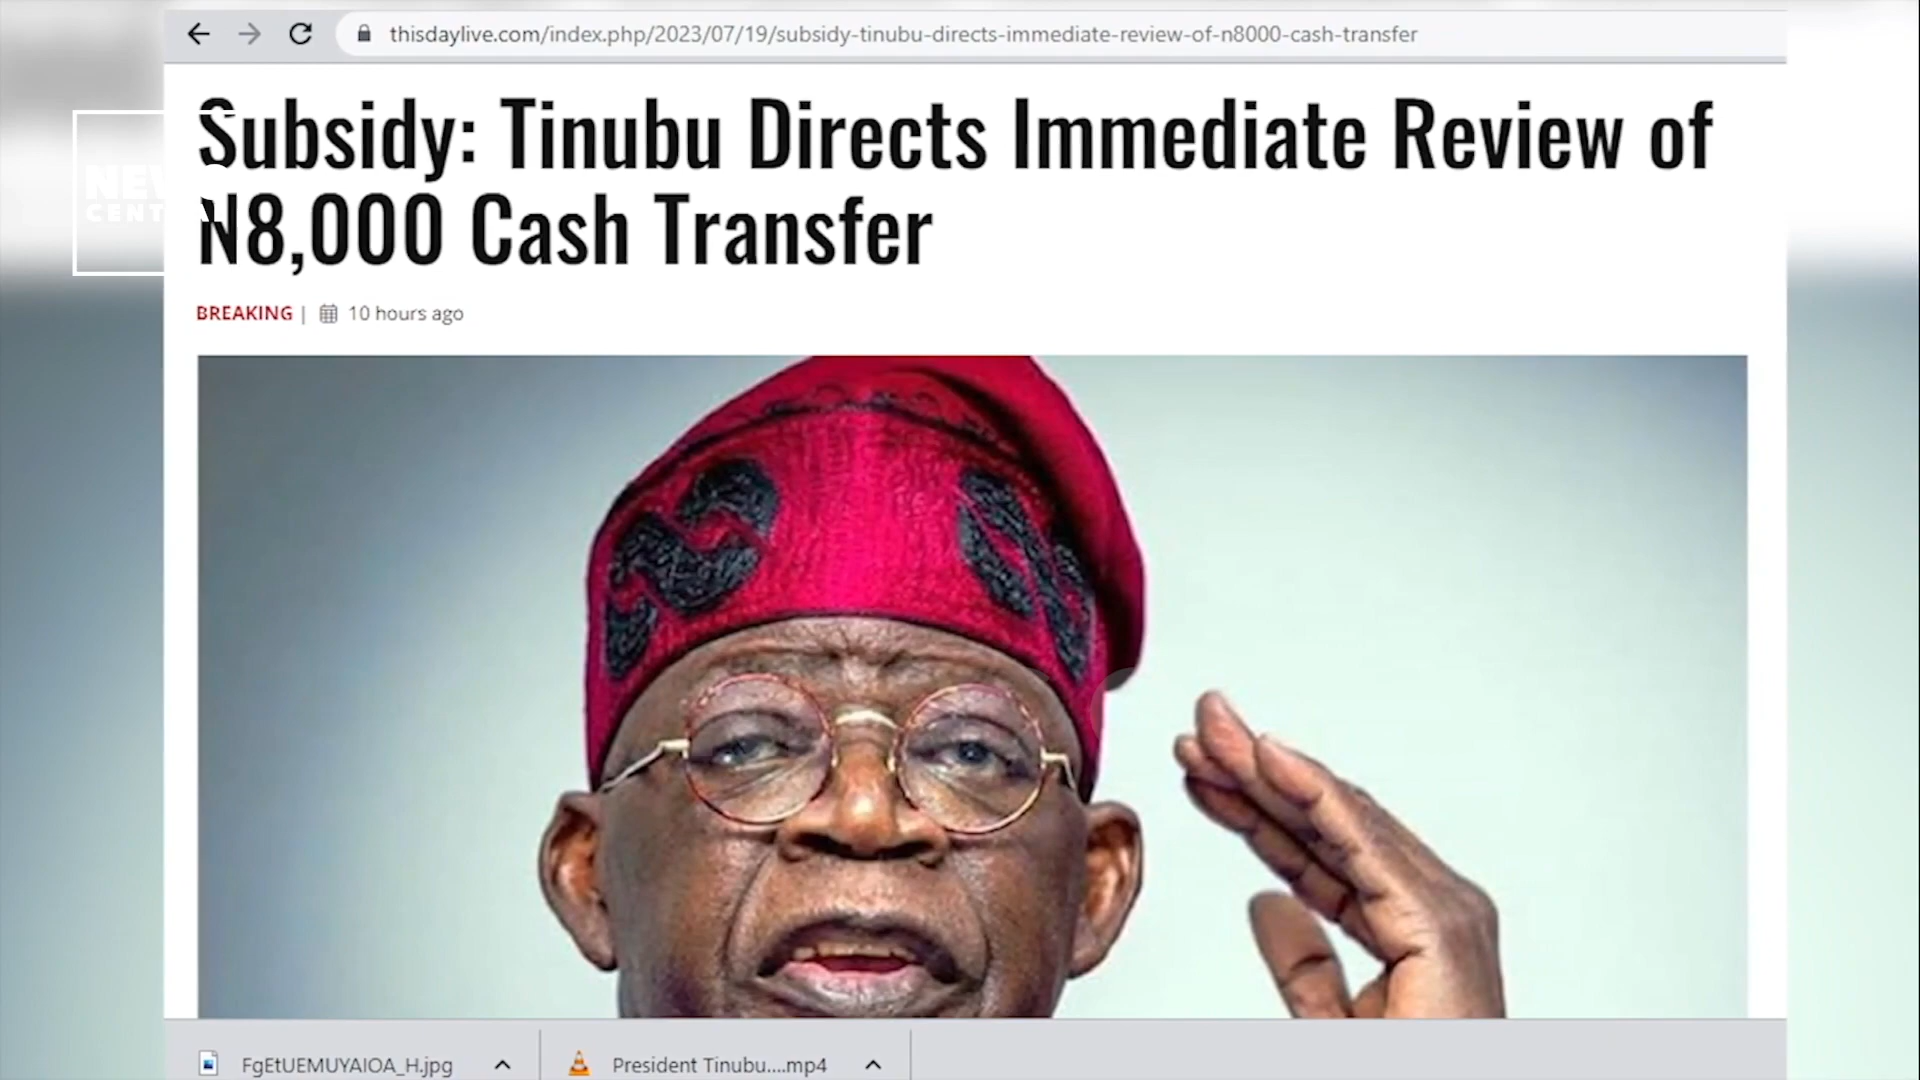 thisdaylive.com/index.php/2023/07/19/subsidy-tinubu-directs-immediate-review-of-n8000-cash-transfer
Subsidy: Tinubu Directs Immediate Review of
N8,000 Cash Transfer
BREAKING | 10 hours ago
FgEtUEMUYAIOA_H.jpg
President Tinubu....mp4